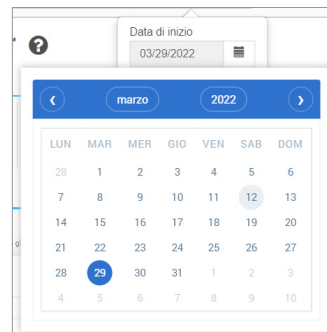 ?
Data di inizio
03/29/2022
marzo 2022
LUN MAR MER GIO VEN SAB DOM
28 1 2 3 4 5 6
7 8 9 10 11 12 13
14 15 16 17 18 19 20
21 22 23 24 25 26 27
28 29 30 31 1 2 3
4 5 6 7 8 9 10